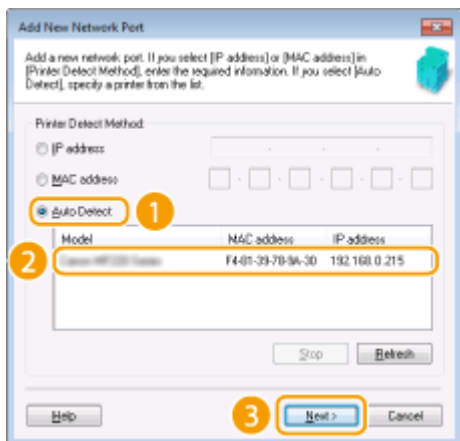 Add New Network Port
Add a new network port. If you select [IP address] or [MAC address] in
[Printer Detect Method], enter the required information. If you select [Auto
Detect], specify a printer from the list.
Printer Detect Method:
IP address
MAC address
Auto Detect 1
Model MAC address IP address
2 F4-81-39-78-9A-30 192.168.0.215
Stop Refresh
Help 3 Next > Cancel